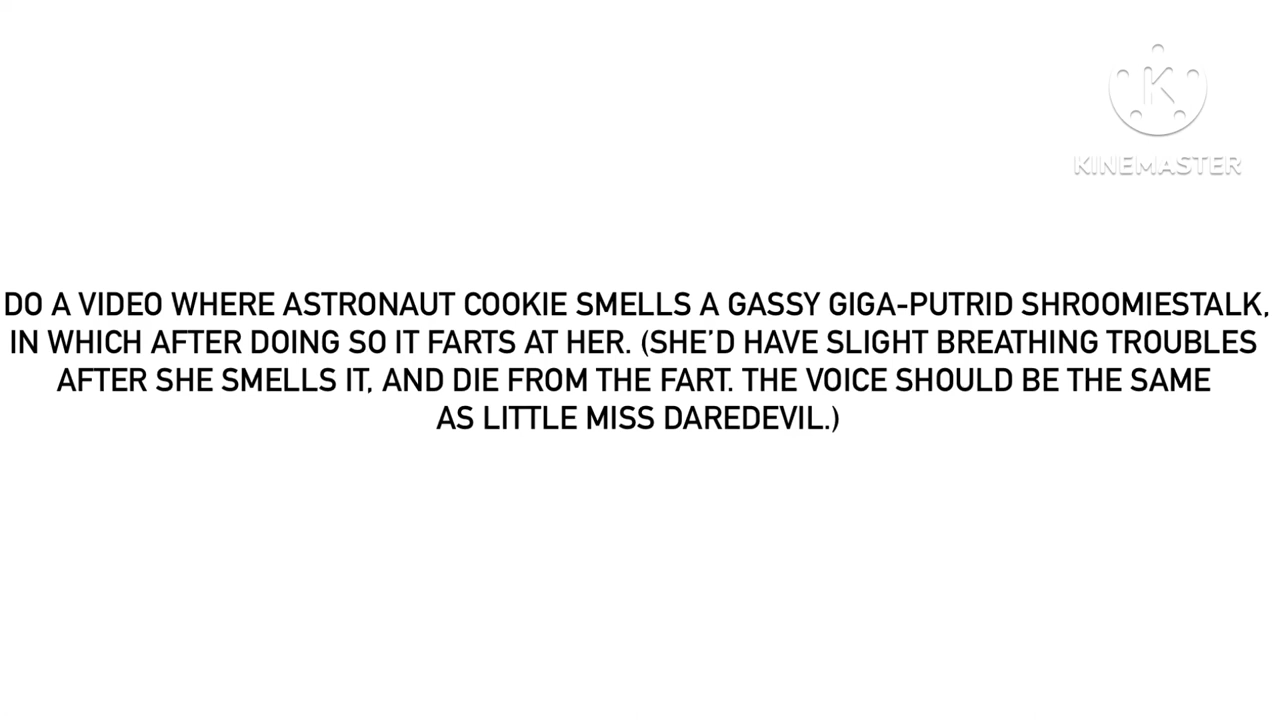 KINEMASTER
DO A VIDEO WHERE ASTRONAUT COOKIE SMELLS A GASSY GIGA-PUTRID SHROOMIESTALK,
IN WHICH AFTER DOING SO IT FARTS AT HER. (SHE’D HAVE SLIGHT BREATHING TROUBLES
AFTER SHE SMELLS IT, AND DIE FROM THE FART. THE VOICE SHOULD BE THE SAME
AS LITTLE MISS DAREDEVIL.)